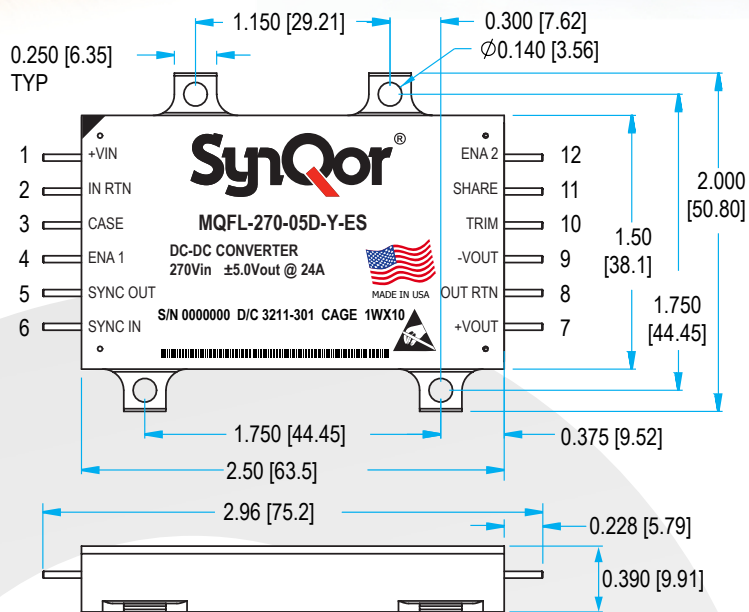 1.150 [29.21]
0.300 [7.62]
0.250 [6.35]
TYP
Ø0.140 [3.56]
SynQor®
1 +VIN
2 IN RTN
3 CASE
4 ENA 1
5 SYNC OUT
6 SYNC IN
MQFL-270-05D-Y-ES
DC-DC CONVERTER
270Vin ±5.0Vout @ 24A
MADE IN USA
S/N 0000000 D/C 3211-301 CAGE 1WX10
ENA 2 12
SHARE 11
TRIM 10
-VOUT 9
OUT RTN 8
+VOUT 7
2.000
[50.80]
1.50
[38.1]
1.750
[44.45]
1.750 [44.45]
0.375 [9.52]
2.50 [63.5]
2.96 [75.2]
0.228 [5.79]
0.390 [9.91]